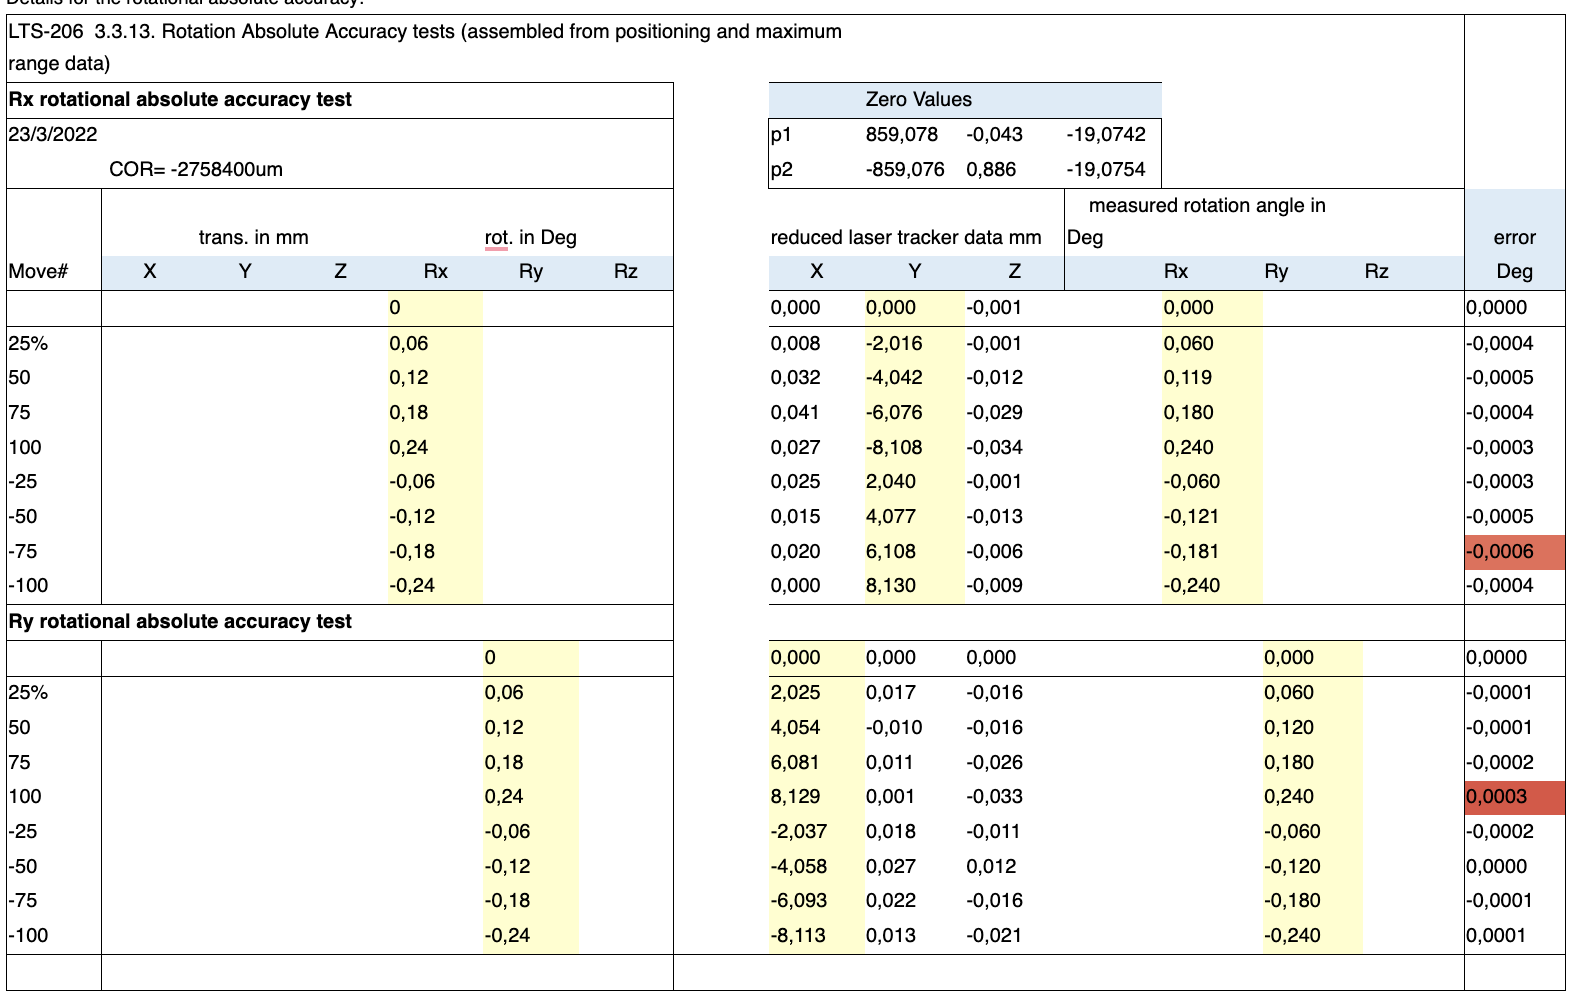 Details for the rotational absolute accuracy:
LTS-206 3.3.13. Rotation Absolute Accuracy tests (assembled from positioning and maximum
range data)
Rx rotational absolute accuracy test Zero Values
23/3/2022 p1 859,078 -0,043 -19,0742
COR= -2758400um p2 -859,076 0,886 -19,0754
measured rotation angle in
trans. in mm rot. in Deg reduced laser tracker data mm Deg error
Move# X Y Z Rx Ry Rz X Y Z Rx Ry Rz Deg
0 0,000 0,000 -0,001 0,000 0,0000
25% 0,06 0,008 -2,016 -0,001 0,060 -0,0004
50 0,12 0,032 -4,042 -0,012 0,119 -0,0005
75 0,18 0,041 -6,076 -0,029 0,180 -0,0004
100 0,24 0,027 -8,108 -0,034 0,240 -0,0003
-25 -0,06 0,025 2,040 -0,001 -0,060 -0,0003
-50 -0,12 0,015 4,077 -0,013 -0,121 -0,0005
-75 -0,18 0,020 6,108 -0,006 -0,181 -0,0006
-100 -0,24 0,000 8,130 -0,009 -0,240 -0,0004
Ry rotational absolute accuracy test
0 0,000 0,000 0,000 0,000 0,0000
25% 0,06 2,025 0,017 -0,016 0,060 -0,0001
50 0,12 4,054 -0,010 -0,016 0,120 -0,0001
75 0,18 6,081 0,011 -0,026 0,180 -0,0002
100 0,24 8,129 0,001 -0,033 0,240 0,0003
-25 -0,06 -2,037 0,018 -0,011 -0,060 -0,0002
-50 -0,12 -4,058 0,027 0,012 -0,120 0,0000
-75 -0,18 -6,093 0,022 -0,016 -0,180 -0,0001
-100 -0,24 -8,113 0,013 -0,021 -0,240 0,0001